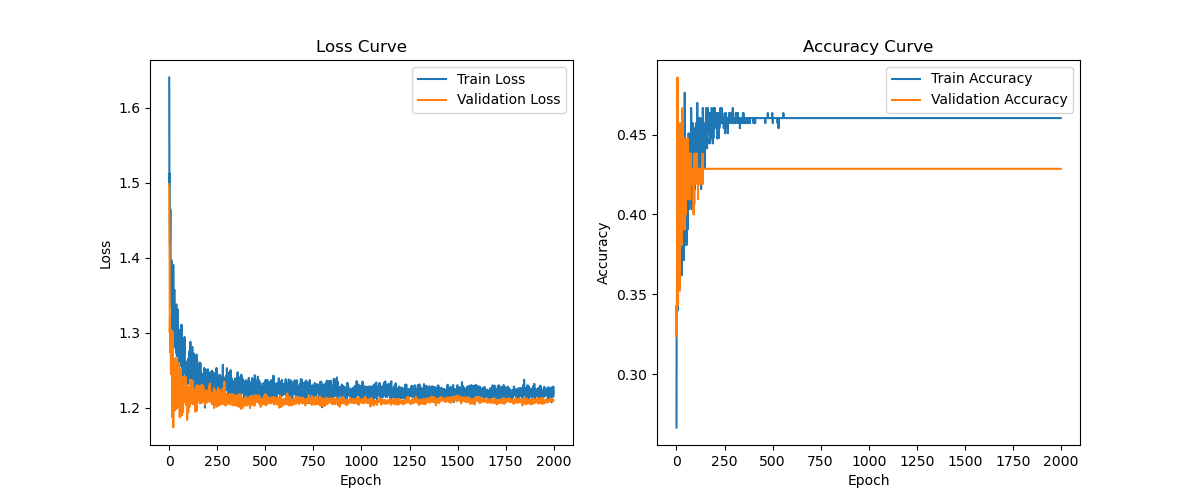 Loss Curve
Train Loss
Validation Loss
1.6
1.5
1.4
1.3
1.2
Loss
0 250 500 750 1000 1250 1500 1750 2000
Epoch
Accuracy Curve
Train Accuracy
Validation Accuracy
0.45
0.40
0.35
0.30
Accuracy
0 250 500 750 1000 1250 1500 1750 2000
Epoch